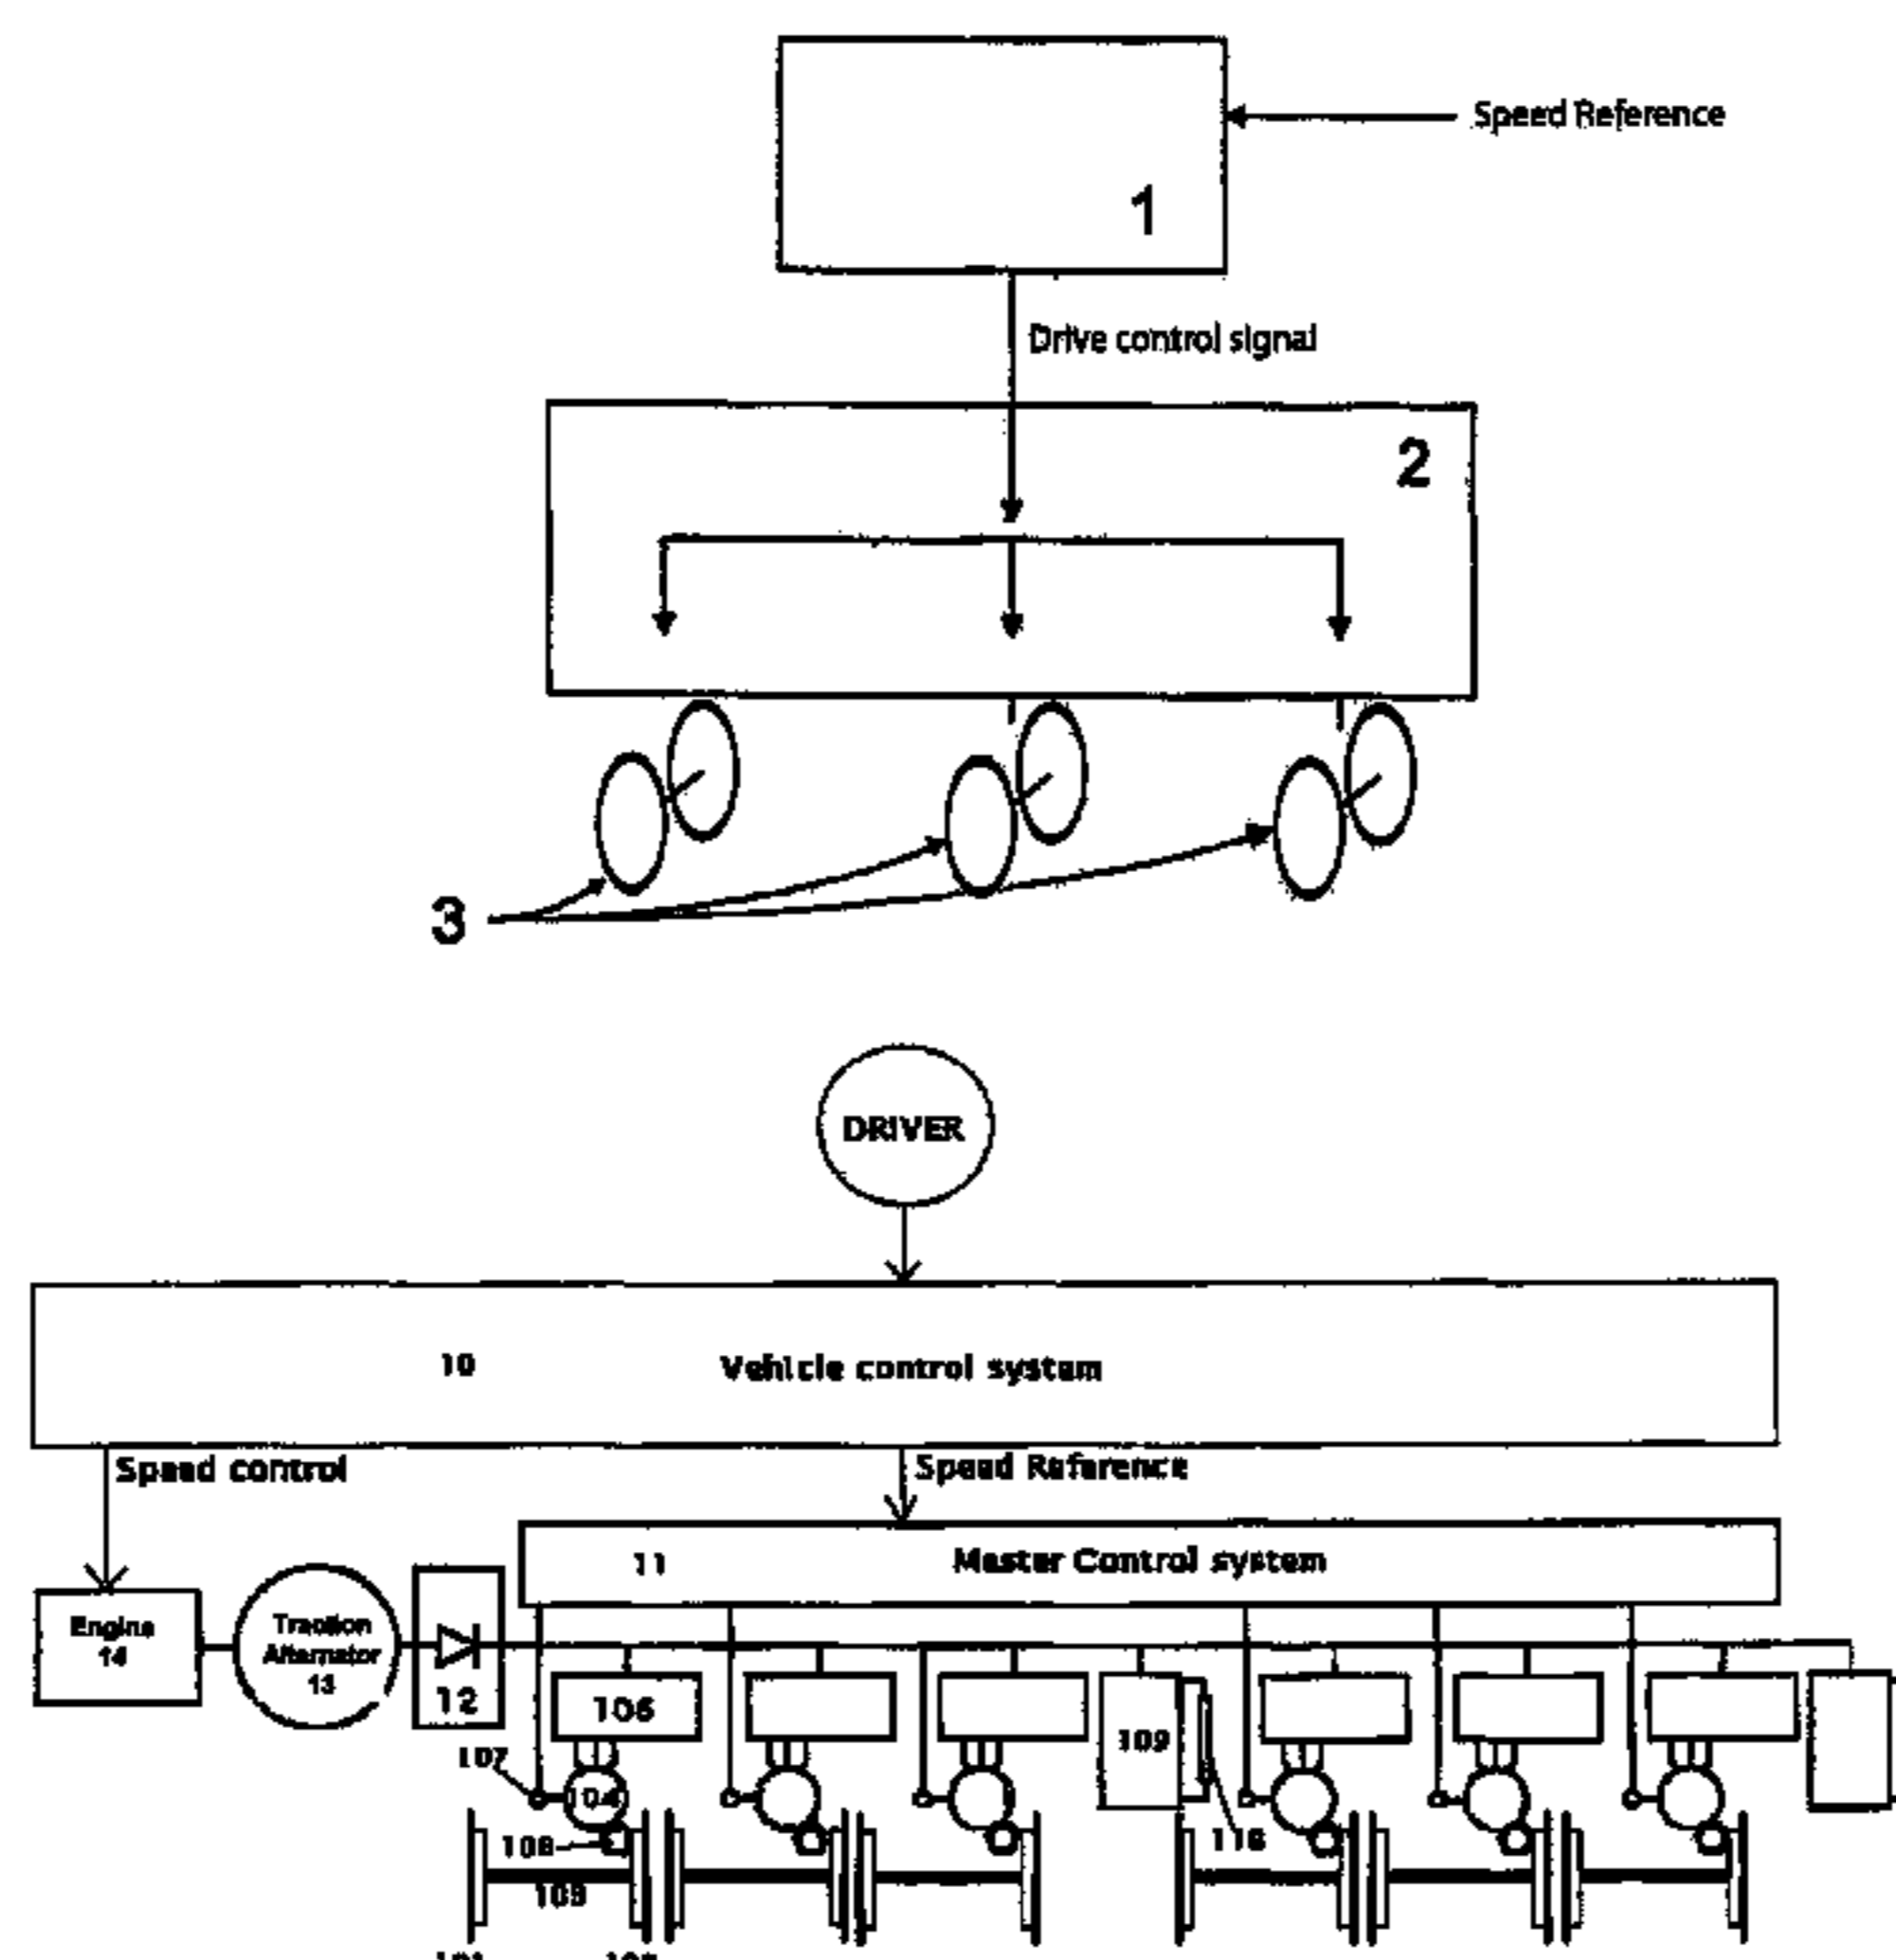 Speed Reference
1
Drive control signal
2
3
DRIVER
10 Vehicle control system
Speed control Speed Reference
11 Master Control system
Engine
14
Traction
Alternator
13
12
106
109
107
104
108
116
103